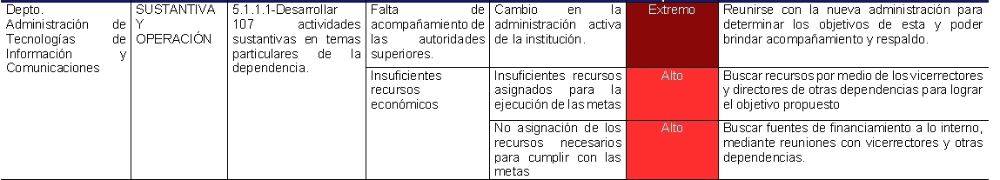 Depto.
Administración de
Tecnologías de
Información y
Comunicaciones
SUSTANTIVA
Y
OPERACIÓN
5.1.1.1-Desarrollar
107 actividades
sustantivas en temas
particulares de la
dependencia.
Falta de
acompañamiento de
las autoridades
superiores.
Cambio en la
administración activa
de la institución.
Extremo
Reunirse con la nueva administración para
determinar los objetivos de esta y poder
brindar acompañamiento y respaldo.
Insuficientes
recursos
económicos
Insuficientes recursos
asignados para la
ejecución de las metas
Alto
Buscar recursos por medio de los vicerrectores
y directores de otras dependencias para lograr
el objetivo propuesto
No asignación de los
recursos necesarios
para cumplir con las
metas
Alto
Buscar fuentes de financiamiento a lo interno,
mediante reuniones con vicerrectores y otras
dependencias.